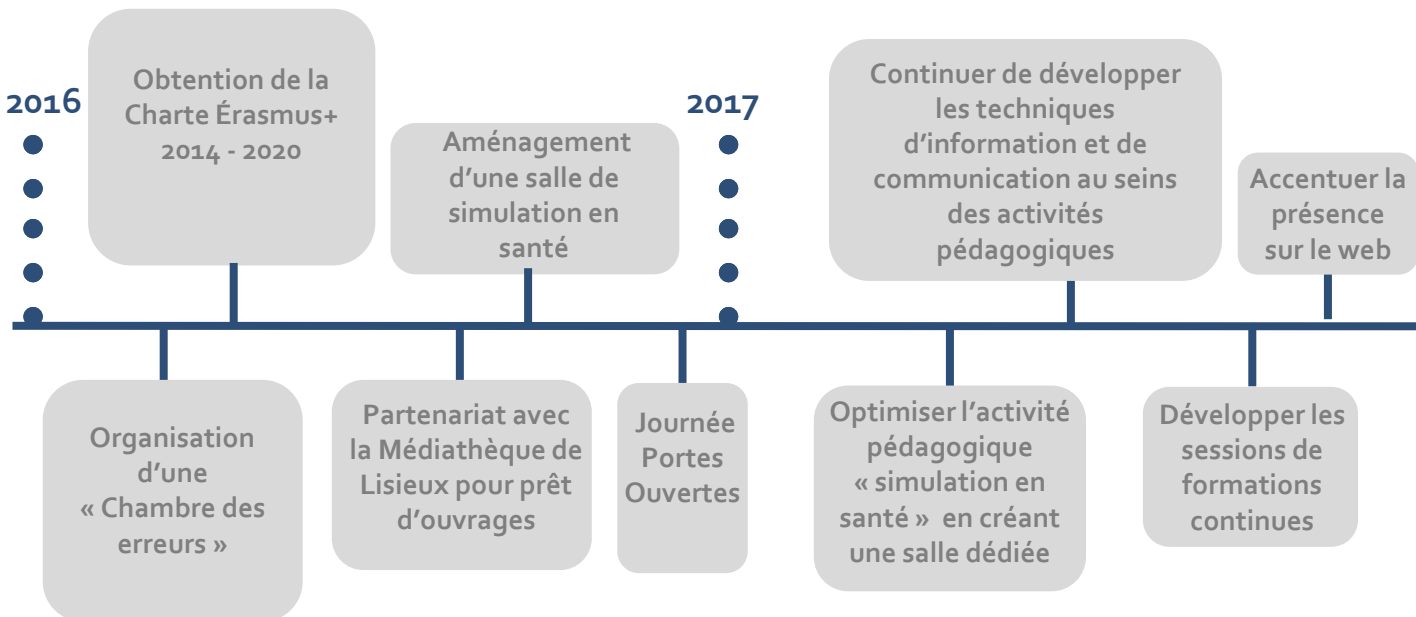 2016
Obtention de la
Charte Érasmus+
2014 - 2020
Aménagement
d’une salle de
simulation en
santé
2017
Continuer de développer
les techniques
d’information et de
communication au seins
des activités
pédagogiques
Accentuer la
présence
sur le web
Organisation
d’une
« Chambre des
erreurs »
Partenariat avec
la Médiathèque de
Lisieux pour prêt
d’ouvrages
Journée
Portes
Ouvertes
Optimiser l’activité
pédagogique
« simulation en
santé »  en créant
une salle dédiée
Développer les
sessions de
formations
continues